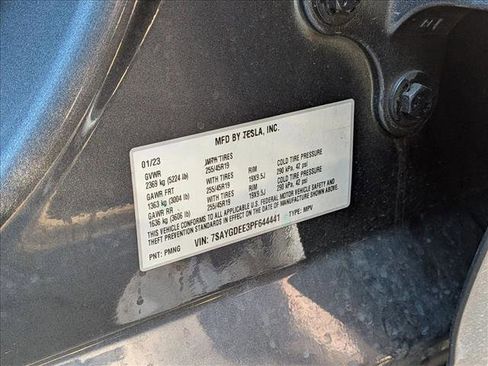 MFD BY TESLA, INC.
01/23
GVWR WITH TIRES
2369 kg (5224 lb) 255/45R19 RIM COLD TIRE PRESSURE
GAWR FRT WITH TIRES 19X9.5J 290 kPa, 42 psi
1363 kg (3004 lb) 255/45R19 RIM COLD TIRE PRESSURE
GAWR RR WITH TIRES 19X9.5J 290 kPa, 42 psi
1636 kg (3606 lb) 255/45R19
THIS VEHICLE CONFORMS TO ALL APPLICABLE U.S. FEDERAL MOTOR VEHICLE SAFETY AND
THEFT PREVENTION STANDARDS IN EFFECT ON THE DATE OF MANUFACTURE SHOWN ABOVE.
PNT: PMNG VIN: 7SAYGDEE3PF644441 TYPE: MPV